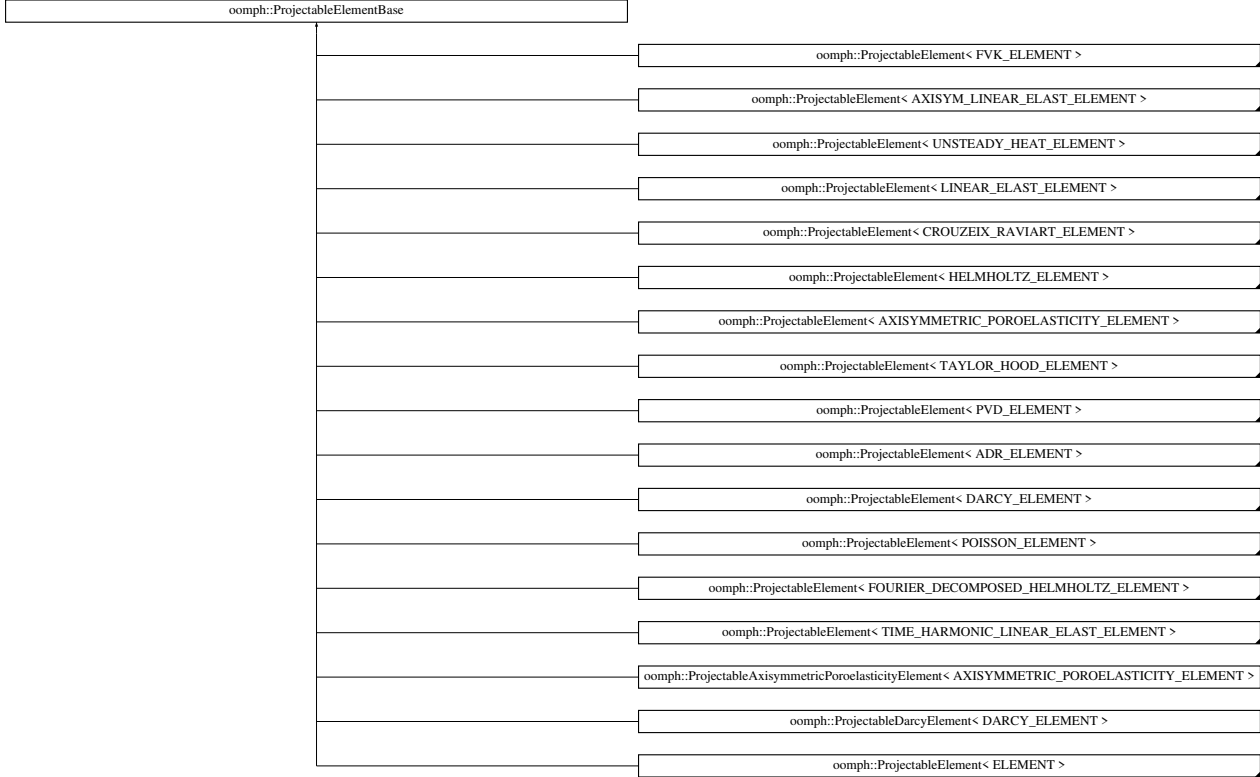 oomph::ProjectableElementBase
oomph::ProjectableElement< FVK_ELEMENT >
oomph::ProjectableElement< AXISYM_LINEAR_ELAST_ELEMENT >
oomph::ProjectableElement< UNSTEADY_HEAT_ELEMENT >
oomph::ProjectableElement< LINEAR_ELAST_ELEMENT >
oomph::ProjectableElement< CROUZEIX_RAVIART_ELEMENT >
oomph::ProjectableElement< HELMHOLTZ_ELEMENT >
oomph::ProjectableElement< AXISYMMETRIC_POROELASTICITY_ELEMENT >
oomph::ProjectableElement< TAYLOR_HOOD_ELEMENT >
oomph::ProjectableElement< PVD_ELEMENT >
oomph::ProjectableElement< ADR_ELEMENT >
oomph::ProjectableElement< DARCY_ELEMENT >
oomph::ProjectableElement< POISSON_ELEMENT >
oomph::ProjectableElement< FOURIER_DECOMPOSED_HELMHOLTZ_ELEMENT >
oomph::ProjectableElement< TIME_HARMONIC_LINEAR_ELAST_ELEMENT >
oomph::ProjectableAxisymmetricPoroelasticityElement< AXISYMMETRIC_POROELASTICITY_ELEMENT >
oomph::ProjectableDarcyElement< DARCY_ELEMENT >
oomph::ProjectableElement< ELEMENT >